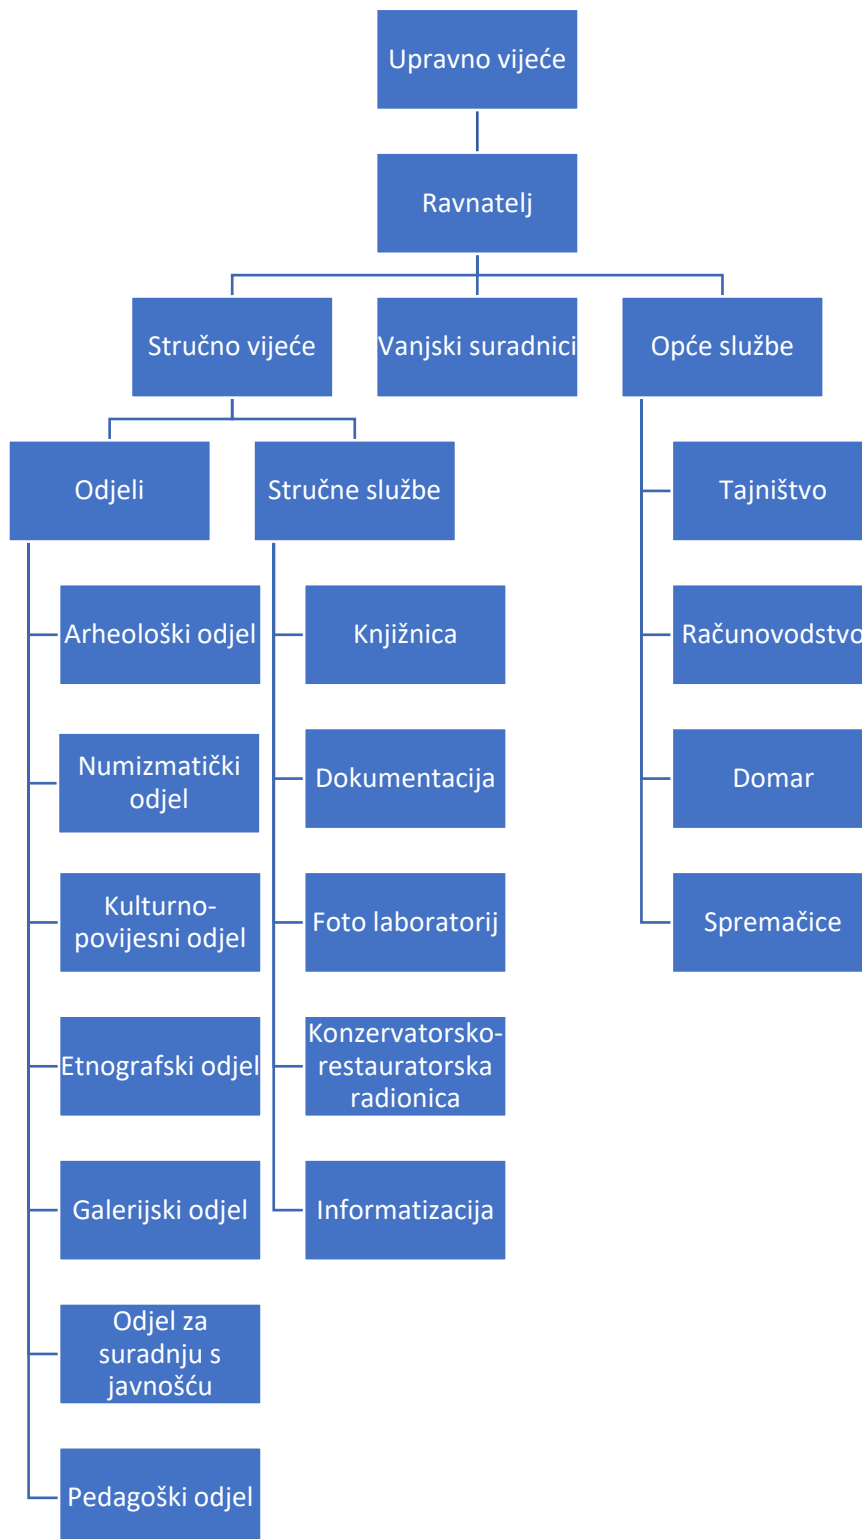 Upravno vijeće
Ravnatelj
Stručno vijeće
Vanjski suradnici
Opće službe
Odjeli
Stručne službe
Tajništvo
Arheološki odjel
Knjižnica
Računovodstvo
Numizmatički
odjel
Dokumentacija
Domar
Kulturno-
povijesni odjel
Foto laboratorij
Spremačice
Etnografski odjel
Konzervatorsko-
restauratorska
radionica
Galerijski odjel
Informatizacija
Odjel za
suradnju s
javnošću
Pedagoški odjel